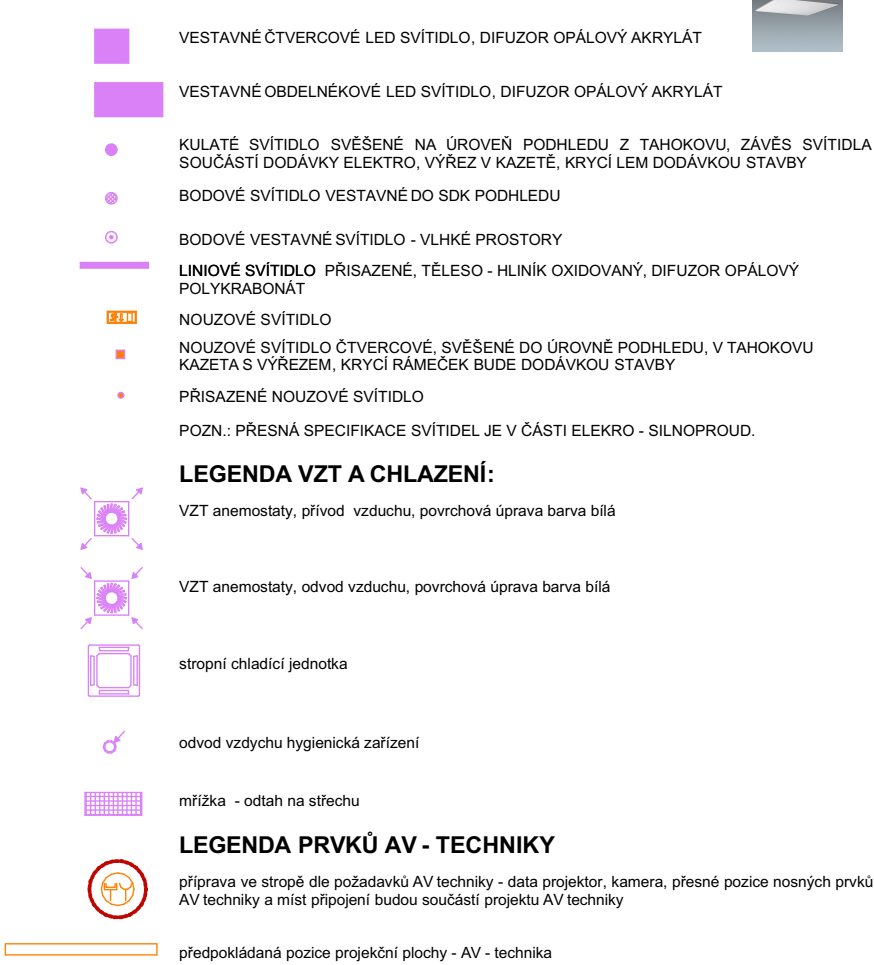 VESTAVNÉ ČTVERCOVÉ LED SVÍTIDLO, DIFUZOR OPÁLOVÝ AKRYLÁT
VESTAVNÉ OBDELNÉKOVÉ LED SVÍTIDLO, DIFUZOR OPÁLOVÝ AKRYLÁT
KULATÉ SVÍTIDLO SVĚŠENÉ NA ÚROVEŇ PODHLEDU Z TAHOKOVU, ZÁVĚS SVÍTIDLA
SOUČÁSTÍ DODÁVKY ELEKTRO, VÝŘEZ V KAZETĚ, KRYCÍ LEM DODÁVKOU STAVBY
BODOVÉ SVÍTIDLO VESTAVNÉ DO SDK PODHLEDU
BODOVÉ VESTAVNÉ SVÍTIDLO - VLHKÉ PROSTORY
LINIOVÉ SVÍTIDLO PŘISAZENÉ, TĚLESO - HLINÍK OXIDOVANÝ, DIFUZOR OPÁLOVÝ
POLYKRABONÁT
NOUZOVÉ SVÍTIDLO
NOUZOVÉ SVÍTIDLO ČTVERCOVÉ, SVĚŠENÉ DO ÚROVNĚ PODHLEDU, V TAHOKOVU
KAZETA S VÝŘEZEM, KRYCÍ RÁMEČEK BUDE DODÁVKOU STAVBY
PŘISAZENÉ NOUZOVÉ SVÍTIDLO
POZN.: PŘESNÁ SPECIFIKACE SVÍTIDEL JE V ČÁSTI ELEKRO - SILNOPROUD.
LEGENDA VZT A CHLAZENÍ:
VZT anemostaty, přívod vzduchu, povrchová úprava barva bílá
VZT anemostaty, odvod vzduchu, povrchová úprava barva bílá
stropní chladící jednotka
odvod vzdychu hygienická zařízení
mřížka - odtah na střechu
LEGENDA PRVKŮ AV - TECHNIKY
příprava ve stropě dle požadavků AV techniky - data projektor, kamera, přesné pozice nosných prvků
AV techniky a míst připojení budou součástí projektu AV techniky
předpokládaná pozice projekční plochy - AV - technika